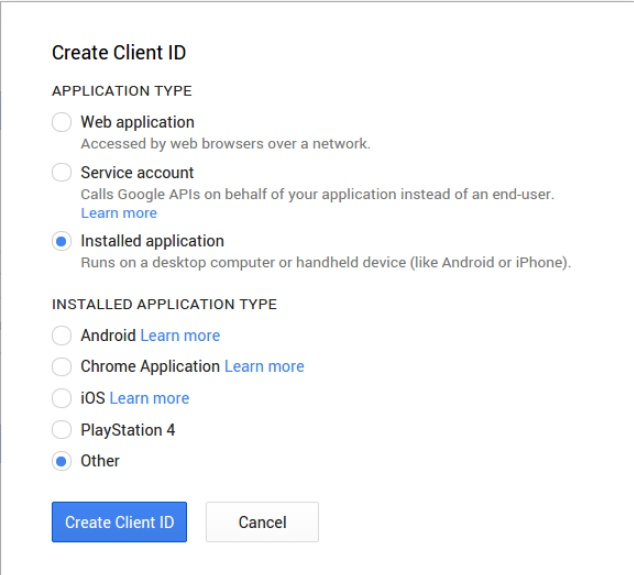 Create Client ID
APPLICATION TYPE
Web application
Accessed by web browsers over a network.
Service account
Calls Google APIs on behalf of your application instead of an end-user.
Learn more
Installed application
Runs on a desktop computer or handheld device (like Android or iPhone).
INSTALLED APPLICATION TYPE
Android Learn more
Chrome Application Learn more
iOS Learn more
PlayStation 4
Other
Create Client ID Cancel